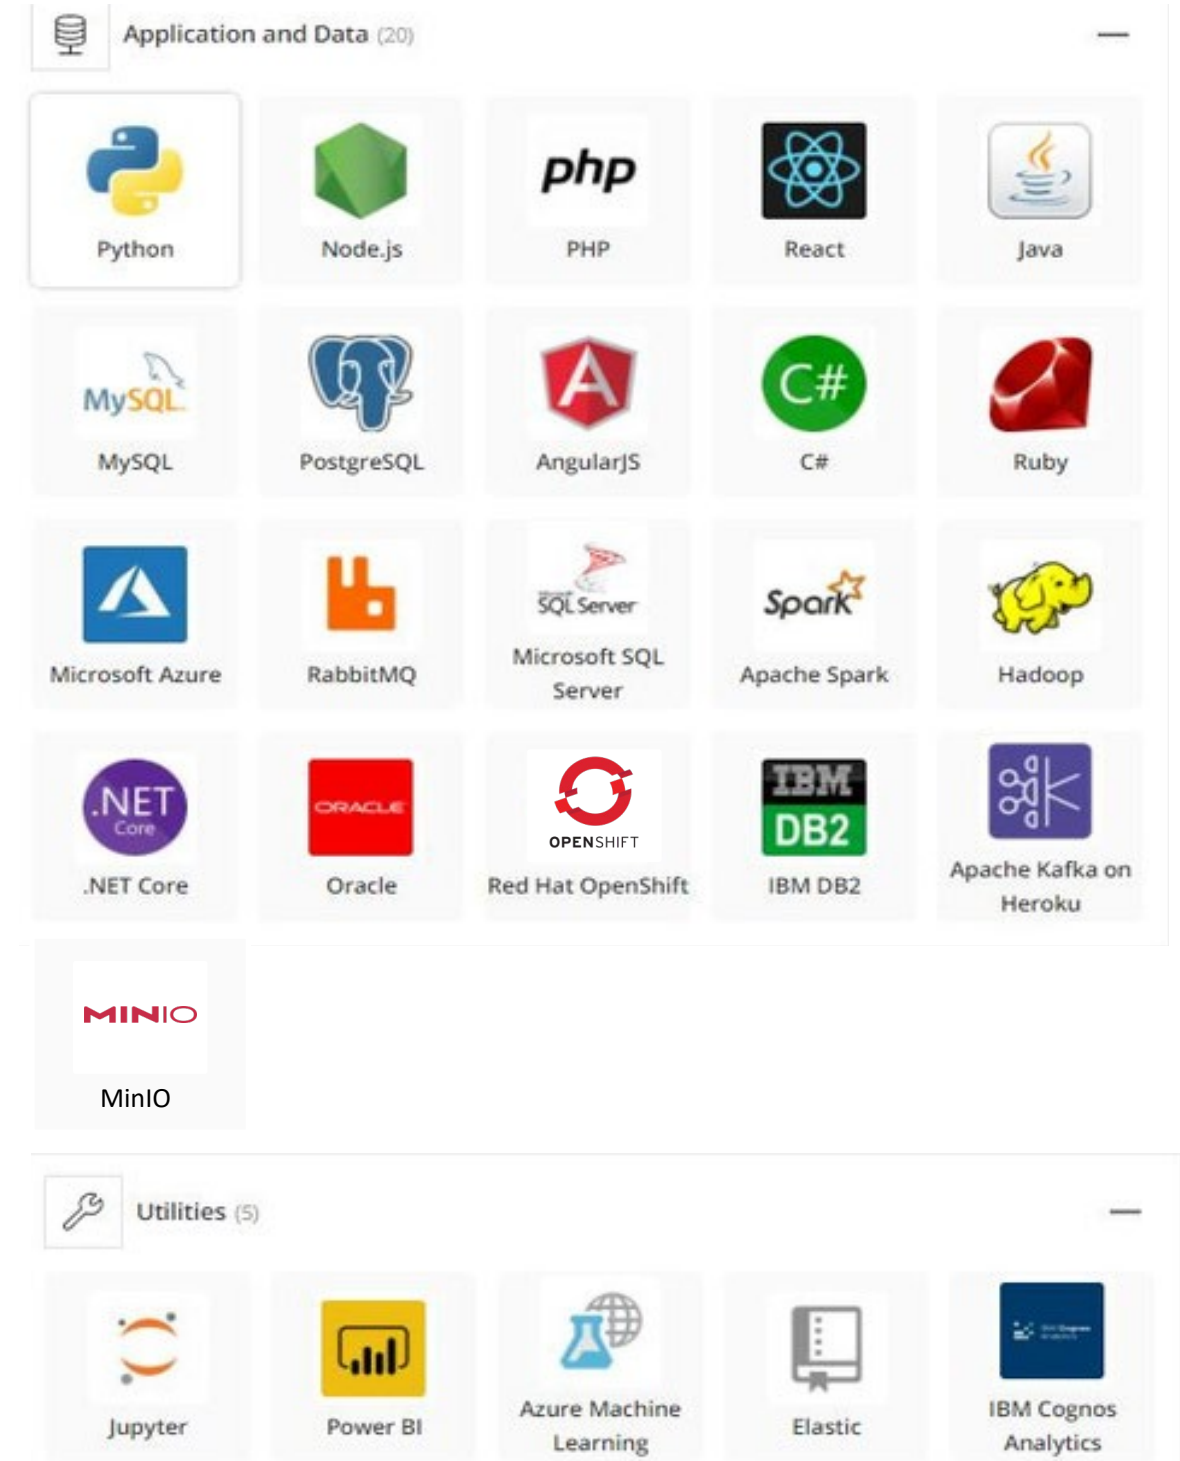 Application and Data (20)
php
Python
Node.js
PHP
React
Java
MySQL
C#
MySQL
PostgreSQL
AngularJS
C#
Ruby
SQL Server
Spark
Microsoft Azure
RabbitMQ
Microsoft SQL
Server
Apache Spark
Hadoop
.NET
Core
ORACLE
OPENSHIFT
IBM
DB2
.NET Core
Oracle
Red Hat OpenShift
IBM DB2
Apache Kafka on
Heroku
MINIO
MinIO
Utilities (5)
Jupyter
Power BI
Azure Machine
Learning
Elastic
IBM Cognos
Analytics